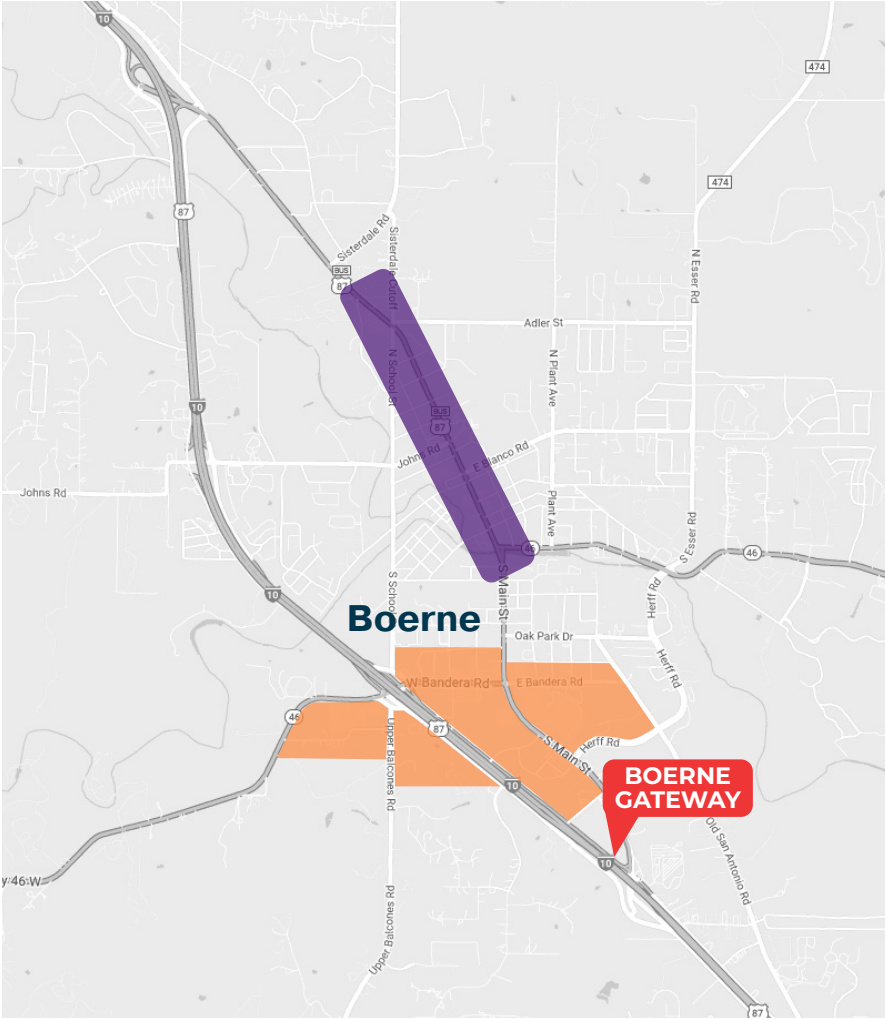 10
474
474
87
Sisterdale Rd
Sisterdale Cutoff
BUS
87
N Esser Rd
Adler St
N School St
N Plant Ave
10
BUS
87
Johns Rd
E Blanco Rd
Johns Rd
Plant Ave
S Esser Rd
46
46
S Main St
Herff Rd
10
S School
Boerne
Oak Park Dr
Herff Rd
W Bandera Rd
E Bandera Rd
46
87
Upper Balcones Rd
S Main St
Herff Rd
10
BOERNE
GATEWAY
Old San Antonio Rd
10
y 46 W
Upper Balcones Rd
87